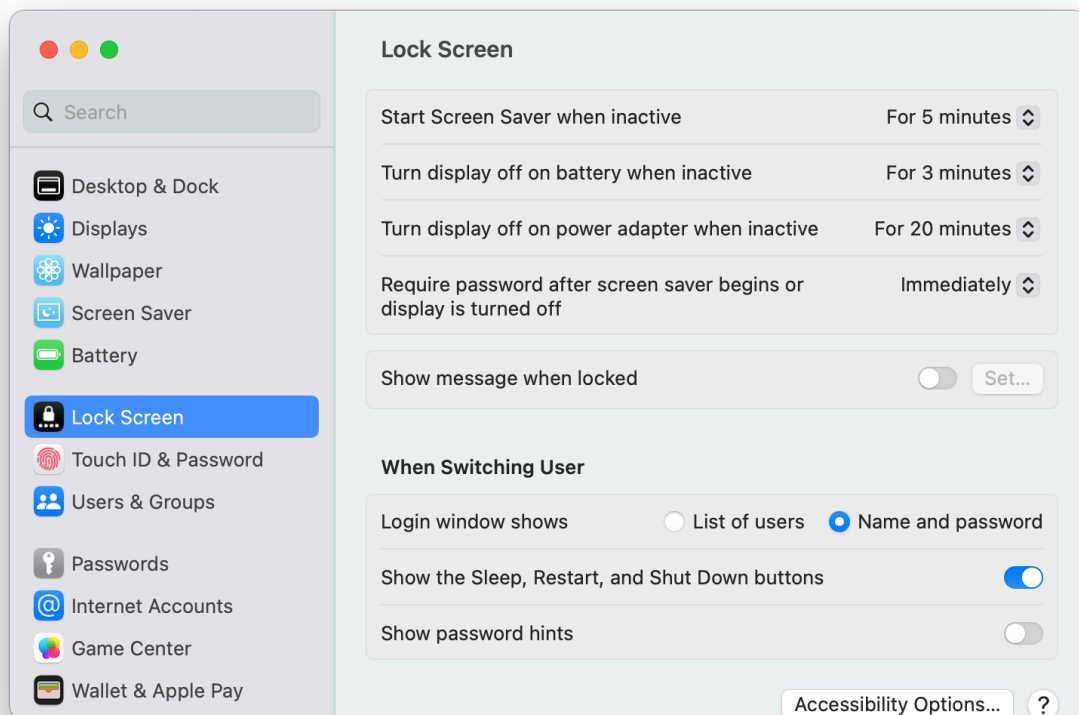 Lock Screen
Search
Start Screen Saver when inactive For 5 minutes
Turn display off on battery when inactive For 3 minutes
Turn display off on power adapter when inactive For 20 minutes
Require password after screen saver begins or Immediately
display is turned off
Show message when locked Set...
When Switching User
Login window shows List of users Name and password
Show the Sleep, Restart, and Shut Down buttons
Show password hints
Accessibility Options... ?
Desktop & Dock
Displays
Wallpaper
Screen Saver
Battery
Lock Screen
Touch ID & Password
Users & Groups
Passwords
Internet Accounts
Game Center
Wallet & Apple Pay